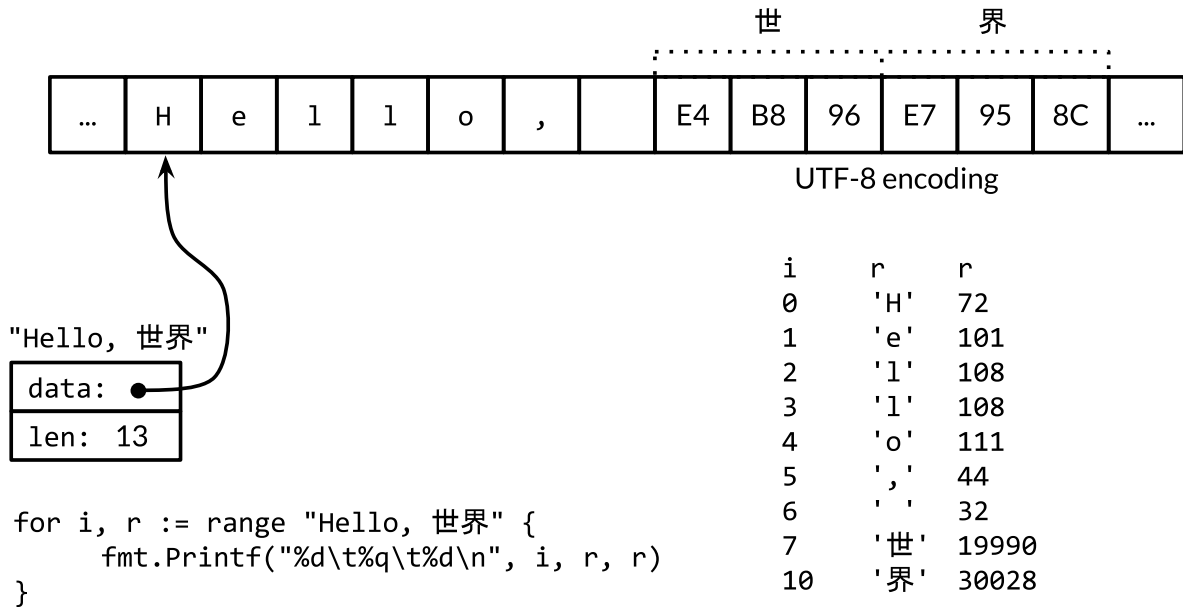 世 界
… H e l l o , E4 B8 96 E7 95 8C …
UTF-8 encoding
"Hello, 世界"
data:
len: 13
for i, r := range "Hello, 世界" {
fmt.Printf("%d\t%q\t%d\n", i, r, r)
}
i r r
0 'H' 72
1 'e' 101
2 'l' 108
3 'l' 108
4 'o' 111
5 ',' 44
6 ' ' 32
7 '世' 19990
10 '界' 30028